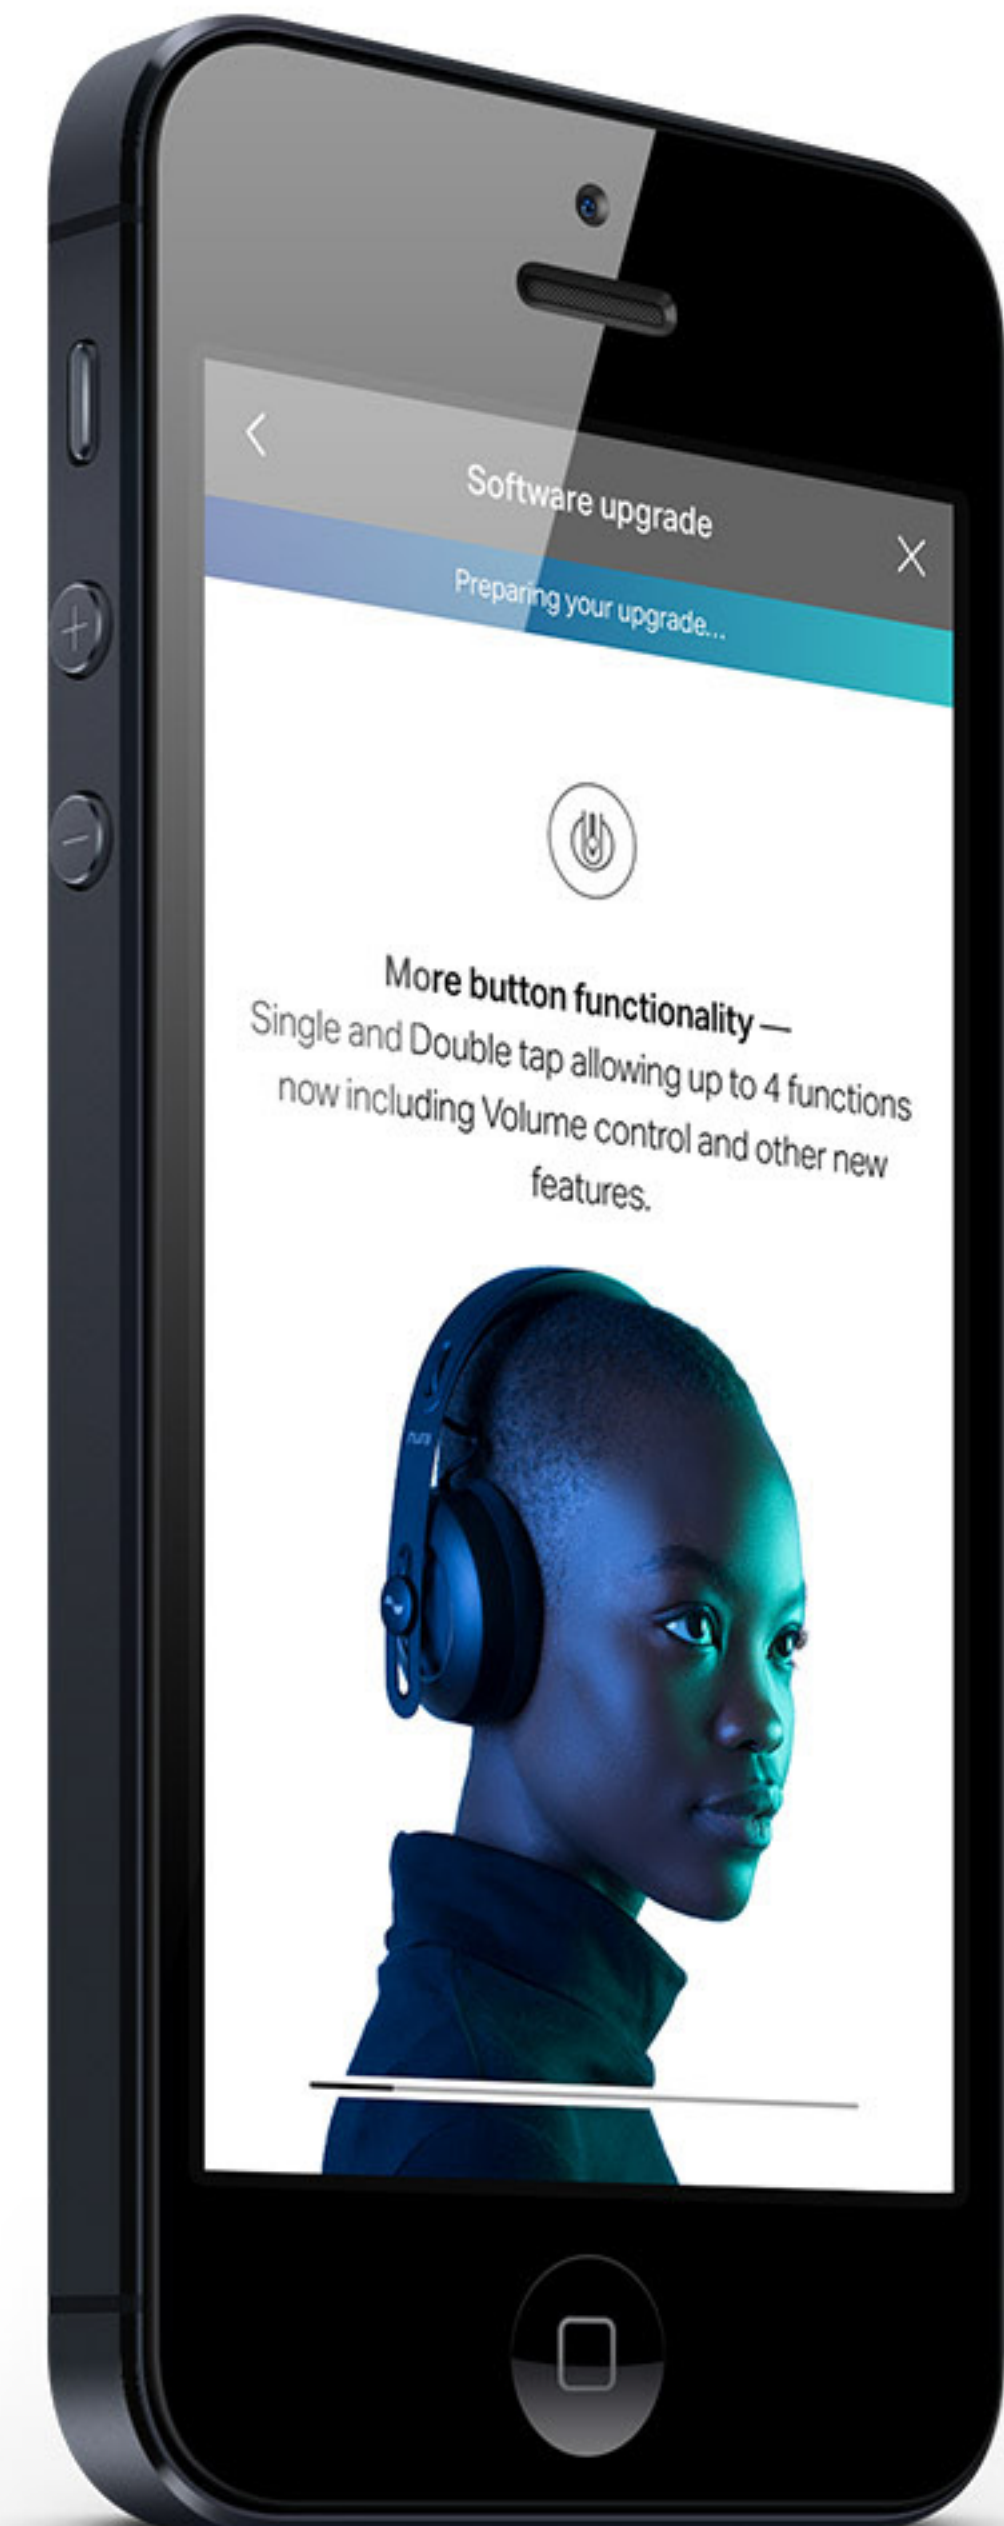 Software upgrade
Preparing your upgrade...
More button functionality —
Single and Double tap allowing up to 4 functions
now including Volume control and other new
features.
nura